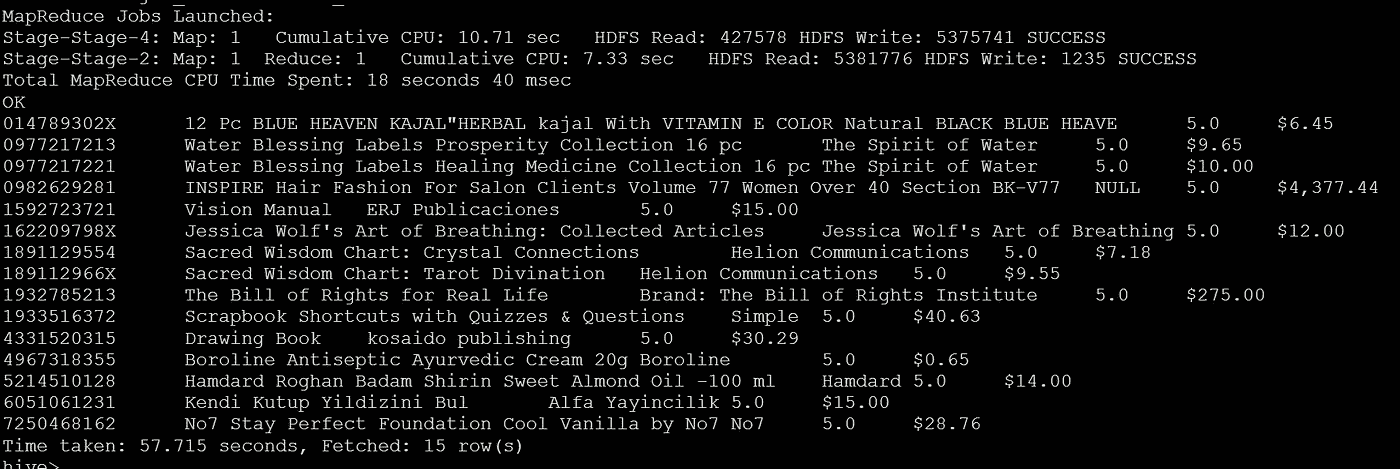 MapReduce Jobs Launched:
Stage-Stage-4: Map: 1   Cumulative CPU: 10.71 sec   HDFS Read: 427578 HDFS Write: 5375741 SUCCESS
Stage-Stage-2: Map: 1  Reduce: 1   Cumulative CPU: 7.33 sec   HDFS Read: 5381776 HDFS Write: 1235 SUCCESS
Total MapReduce CPU Time Spent: 18 seconds 40 msec
OK
014789302X	12 Pc BLUE HEAVEN KAJAL"HERBAL kajal With VITAMIN E COLOR Natural BLACK BLUE HEAVE	5.0	$6.45
0977217213	Water Blessing Labels Prosperity Collection 16 pc	The Spirit of Water	5.0	$9.65
0977217221	Water Blessing Labels Healing Medicine Collection 16 pc	The Spirit of Water	5.0	$10.00
0982629281	INSPIRE Hair Fashion For Salon Clients Volume 77 Women Over 40 Section BK-V77	NULL	5.0	$4,377.44
1592723721	Vision Manual	ERJ Publicaciones	5.0	$15.00
162209798X	Jessica Wolf's Art of Breathing: Collected Articles	Jessica Wolf's Art of Breathing	5.0	$12.00
1891129554	Sacred Wisdom Chart: Crystal Connections	Helion Communications	5.0	$7.18
189112966X	Sacred Wisdom Chart: Tarot Divination	Helion Communications	5.0	$9.55
1932785213	The Bill of Rights for Real Life	Brand: The Bill of Rights Institute	5.0	$275.00
1933516372	Scrapbook Shortcuts with Quizzes & Questions	Simple	5.0	$40.63
4331520315	Drawing Book	kosaido publishing	5.0	$30.29
4967318355	Boroline Antiseptic Ayurvedic Cream 20g	Boroline	5.0	$0.65
5214510128	Hamdard Roghan Badam Shirin Sweet Almond Oil -100 ml	Hamdard	5.0	$14.00
6051061231	Kendi Kutup Yildizini Bul	Alfa Yayincilik	5.0	$15.00
7250468162	No7 Stay Perfect Foundation Cool Vanilla by No7	No7	5.0	$28.76
Time taken: 57.715 seconds, Fetched: 15 row(s)
hive>